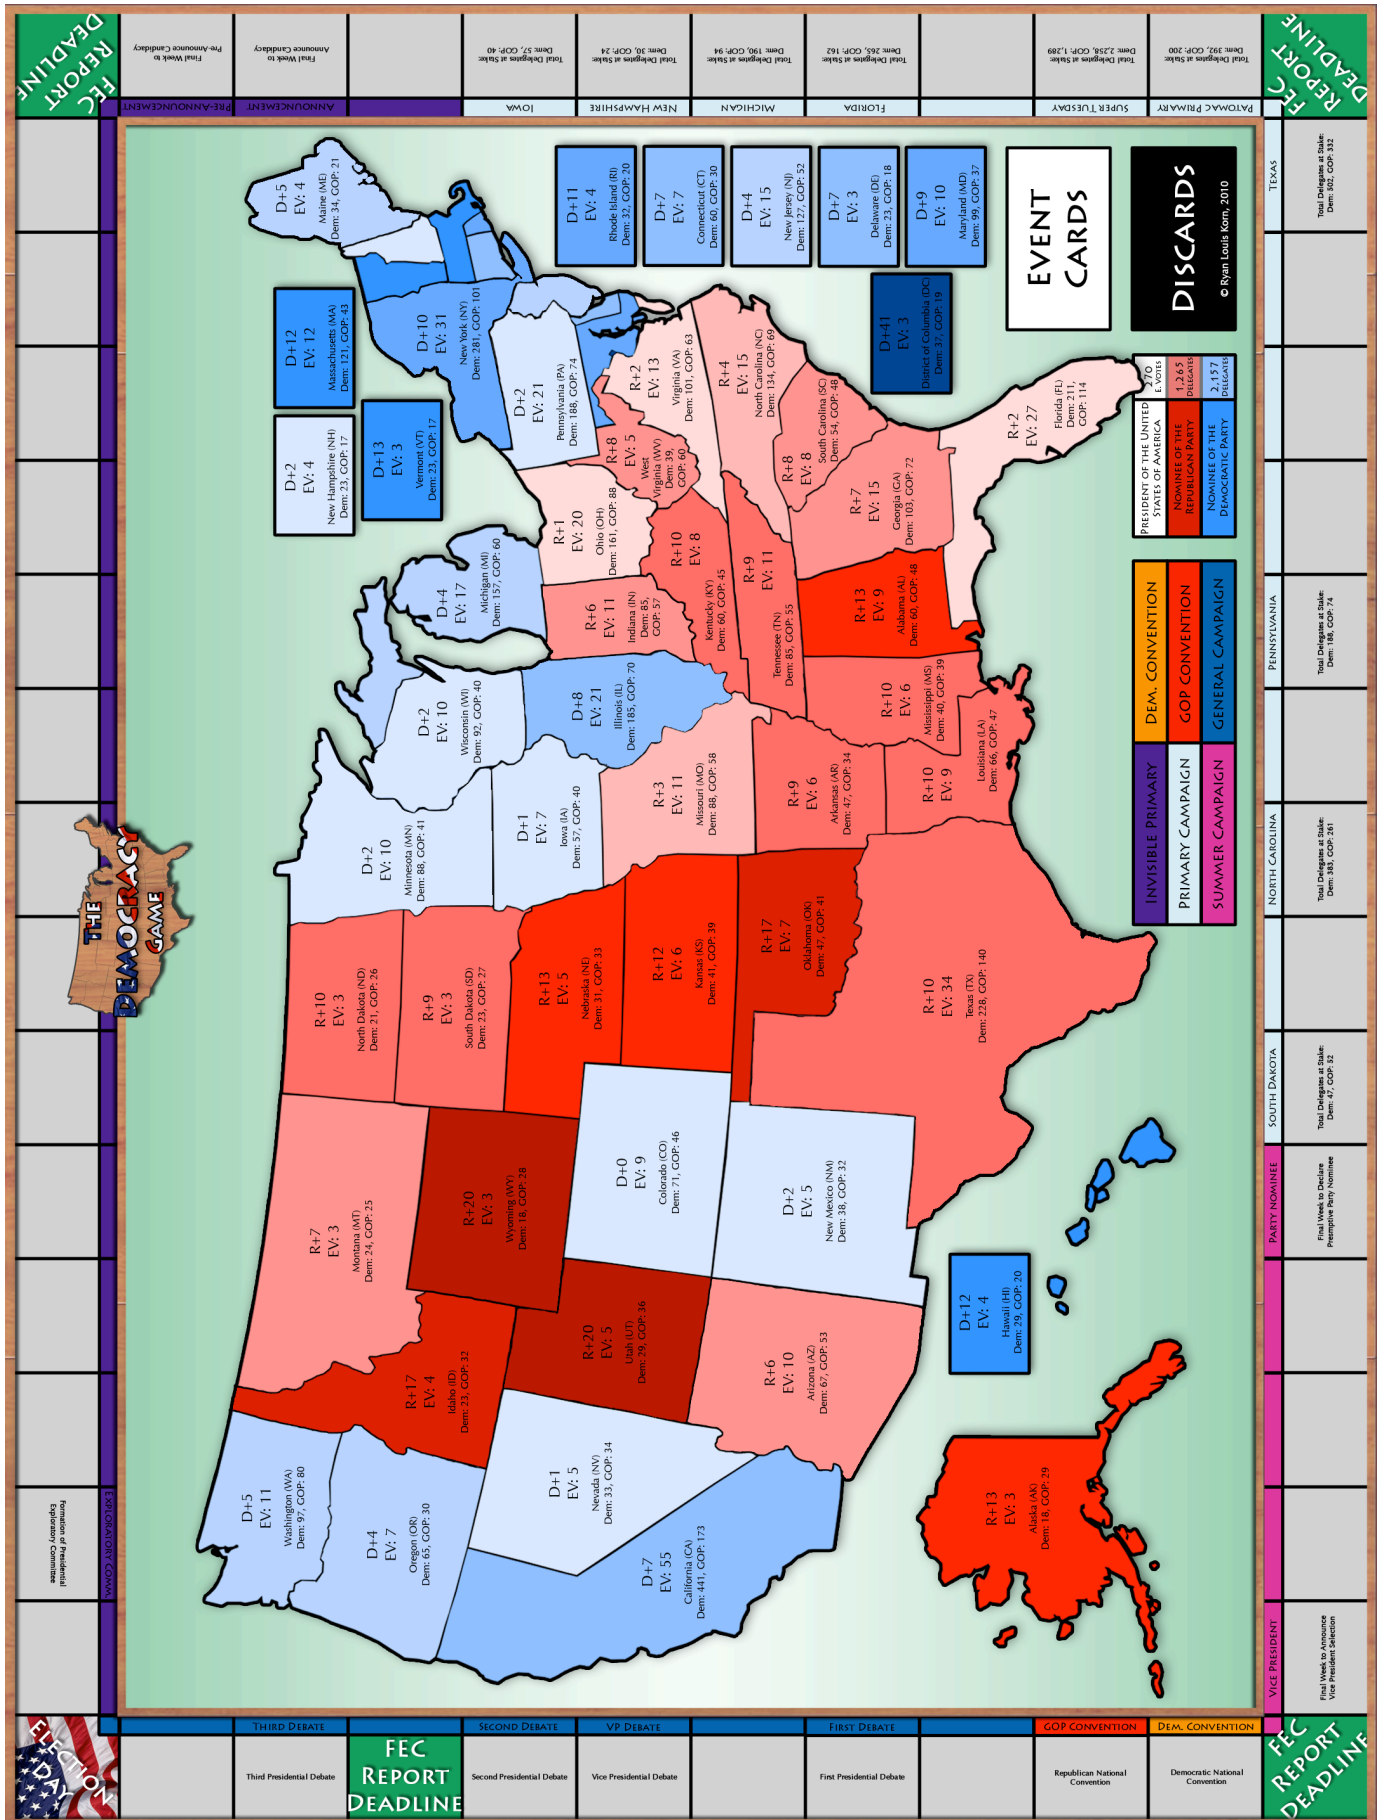 THE
DEMOCRACY
GAME
FEC
REPORT
DEADLINE
Pre-Announce Candidacy
Final Week to
PRE-ANNOUNCEMENT
Announce Candidacy
Final Week to
ANNOUNCEMENT
Total Delegates at Stake:
Dem: 57, GOP: 40
IOWA
Total Delegates at Stake:
Dem: 30, GOP: 24
NEW HAMPSHIRE
Total Delegates at Stake:
Dem: 190, GOP: 94
MICHIGAN
Total Delegates at Stake:
Dem: 265, GOP: 162
FLORIDA
Total Delegates at Stake:
Dem: 2,258, GOP: 1,289
SUPER TUESDAY
Total Delegates at Stake:
Dem: 392, GOP: 200
PATOMAC PRIMARY
FEC
REPORT
DEADLINE
TEXAS
Total Delegates at Stake:
Dem: 502, GOP: 332
PENNSYLVANIA
Total Delegates at Stake:
Dem: 188, GOP: 74
NORTH CAROLINA
Total Delegates at Stake:
Dem: 383, GOP: 261
SOUTH DAKOTA
Total Delegates at Stake:
Dem: 47, GOP: 52
PARTY NOMINEE
Final Week to Declare
Presmptive Party Nominee
VICE PRESIDENT
Final Week to Announce
Vice President Selection
FEC
REPORT
DEADLINE
DEM. CONVENTION
Democratic National
Convention
GOP CONVENTION
Republican National
Convention
FIRST DEBATE
First Presidential Debate
VP DEBATE
Vice Presidential Debate
SECOND DEBATE
Second Presidential Debate
FEC
REPORT
DEADLINE
THIRD DEBATE
Third Presidential Debate
ELECTION
DAY
EXPLORATORY COMM.
Formation of Presidential
Exploratory Committee
D+5
EV: 11
Washington (WA)
Dem: 97, GOP: 80
D+4
EV: 7
Oregon (OR)
Dem: 65, GOP: 30
D+7
EV: 55
California (CA)
Dem: 441, GOP: 173
D+1
EV: 5
Nevada (NV)
Dem: 33, GOP: 34
R+17
EV: 4
Idaho (ID)
Dem: 23, GOP: 32
R+7
EV: 3
Montana (MT)
Dem: 24, GOP: 25
R+20
EV: 3
Wyoming (WY)
Dem: 18, GOP: 28
R+20
EV: 5
Utah (UT)
Dem: 29, GOP: 36
R+6
EV: 10
Arizona (AZ)
Dem: 67, GOP: 53
D+0
EV: 9
Colorado (CO)
Dem: 71, GOP: 46
D+2
EV: 5
New Mexico (NM)
Dem: 38, GOP: 32
R+10
EV: 3
North Dakota (ND)
Dem: 21, GOP: 26
R+9
EV: 3
South Dakota (SD)
Dem: 23, GOP: 27
R+13
EV: 5
Nebraska (NE)
Dem: 31, GOP: 33
R+12
EV: 6
Kansas (KS)
Dem: 41, GOP: 39
R+17
EV: 7
Oklahoma (OK)
Dem: 47, GOP: 41
R+10
EV: 34
Texas (TX)
Dem: 228, GOP: 140
D+2
EV: 10
Minnesota (MN)
Dem: 88, GOP: 41
D+1
EV: 7
Iowa (IA)
Dem: 57, GOP: 40
R+3
EV: 11
Missouri (MO)
Dem: 88, GOP: 58
R+9
EV: 6
Arkansas (AR)
Dem: 47, GOP: 34
R+10
EV: 9
Louisiana (LA)
Dem: 66, GOP: 47
D+2
EV: 10
Wisconsin (WI)
Dem: 92, GOP: 40
D+8
EV: 21
Illinois (IL)
Dem: 185, GOP: 70
R+10
EV: 6
Mississippi (MS)
Dem: 40, GOP: 39
D+4
EV: 17
Michigan (MI)
Dem: 157, GOP: 60
R+6
EV: 11
Indiana (IN)
Dem: 85,
GOP: 57
R+10
EV: 8
Kentucky (KY)
Dem: 60, GOP: 45
R+9
EV: 11
Tennessee (TN)
Dem: 85, GOP: 55
R+13
EV: 9
Alabama (AL)
Dem: 60, GOP: 48
R+1
EV: 20
Ohio (OH)
Dem: 161, GOP: 88
R+8
EV: 5
West
Virginia (WV)
Dem: 39,
GOP: 60
R+2
EV: 13
Virginia (VA)
Dem: 101, GOP: 63
R+4
EV: 15
North Carolina (NC)
Dem: 134, GOP: 69
R+8
EV: 8
South Carolina (SC)
Dem: 54, GOP: 48
R+7
EV: 15
Georgia (GA)
Dem: 103, GOP: 72
R+2
EV: 27
Florida (FL)
Dem: 211,
GOP: 114
D+2
EV: 21
Pennsylvania (PA)
Dem: 188, GOP: 74
D+10
EV: 31
New York (NY)
Dem: 281, GOP: 101
D+5
EV: 4
Maine (ME)
Dem: 34, GOP: 21
D+2
EV: 4
New Hampshire (NH)
Dem: 23, GOP: 17
D+12
EV: 12
Massachusetts (MA)
Dem: 121, GOP: 43
D+13
EV: 3
Vermont (VT)
Dem: 23, GOP: 17
D+11
EV: 4
Rhode Island (RI)
Dem: 32, GOP: 20
D+7
EV: 7
Connecticut (CT)
Dem: 60, GOP: 30
D+4
EV: 15
New Jersey (NJ)
Dem: 127, GOP: 52
D+7
EV: 3
Delaware (DE)
Dem: 23, GOP: 18
D+9
EV: 10
Maryland (MD)
Dem: 99, GOP: 37
D+41
EV: 3
District of Columbia (DC)
Dem: 37, GOP: 19
D+12
EV: 4
Hawaii (HI)
Dem: 29, GOP: 20
R+13
EV: 3
Alaska (AK)
Dem: 18, GOP: 29
EVENT
CARDS
DISCARDS
© Ryan Louis Korn, 2010
INVISIBLE PRIMARY
PRIMARY CAMPAIGN
SUMMER CAMPAIGN
DEM. CONVENTION
GOP CONVENTION
GENERAL CAMPAIGN
PRESIDENT OF THE UNITED
STATES OF AMERICA
270
E. VOTES
NOMINEE OF THE
REPUBLICAN PARTY
1,265
DELEGATES
NOMINEE OF THE
DEMOCRATIC PARTY
2,157
DELEGATES